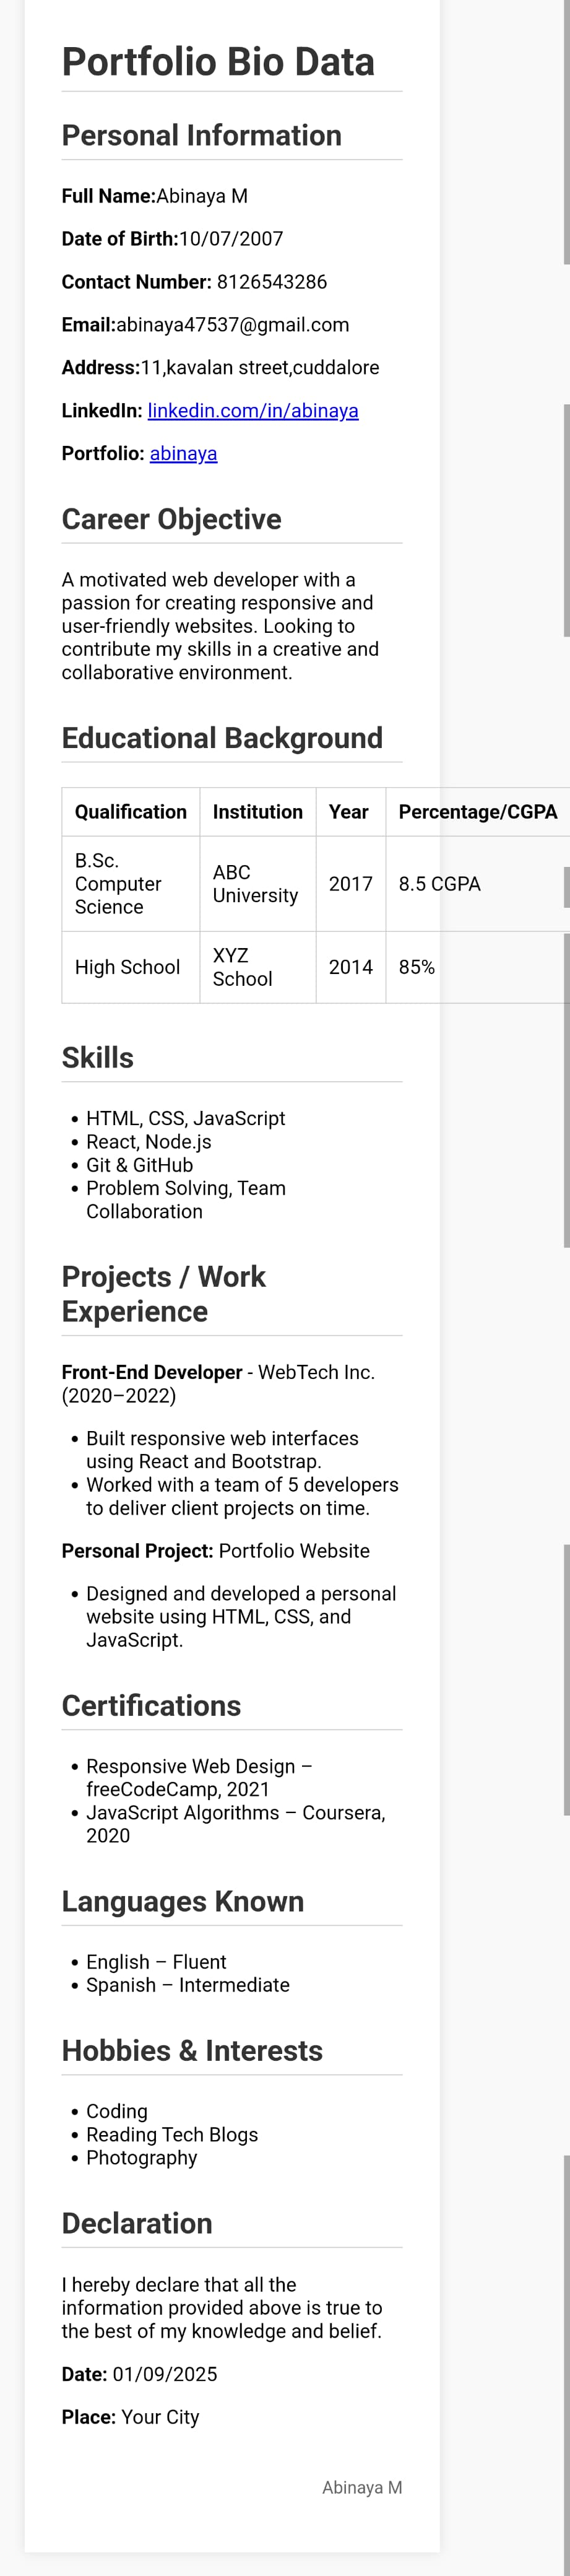 Portfolio Bio Data
Personal Information
Full Name:Abinaya M
Date of Birth:10/07/2007
Contact Number: 8126543286
Email:abinaya47537@gmail.com
Address:11,kavalan street,cuddalore
LinkedIn: linkedin.com/in/abinaya
Portfolio: abinaya
Career Objective
A motivated web developer with a
passion for creating responsive and
user-friendly websites. Looking to
contribute my skills in a creative and
collaborative environment.
Educational Background
Qualification Institution Year Percentage/CGPA
B.Sc.
Computer
Science
ABC
University
2017
8.5 CGPA
High School
XYZ
School
2014
85%
Skills
• HTML, CSS, JavaScript
• React, Node.js
• Git & GitHub
• Problem Solving, Team
Collaboration
Projects / Work
Experience
Front-End Developer - WebTech Inc.
(2020–2022)
• Built responsive web interfaces
using React and Bootstrap.
• Worked with a team of 5 developers
to deliver client projects on time.
Personal Project: Portfolio Website
• Designed and developed a personal
website using HTML, CSS, and
JavaScript.
Certifications
• Responsive Web Design –
freeCodeCamp, 2021
• JavaScript Algorithms – Coursera,
2020
Languages Known
• English – Fluent
• Spanish – Intermediate
Hobbies & Interests
• Coding
• Reading Tech Blogs
• Photography
Declaration
I hereby declare that all the
information provided above is true to
the best of my knowledge and belief.
Date: 01/09/2025
Place: Your City
Abinaya M